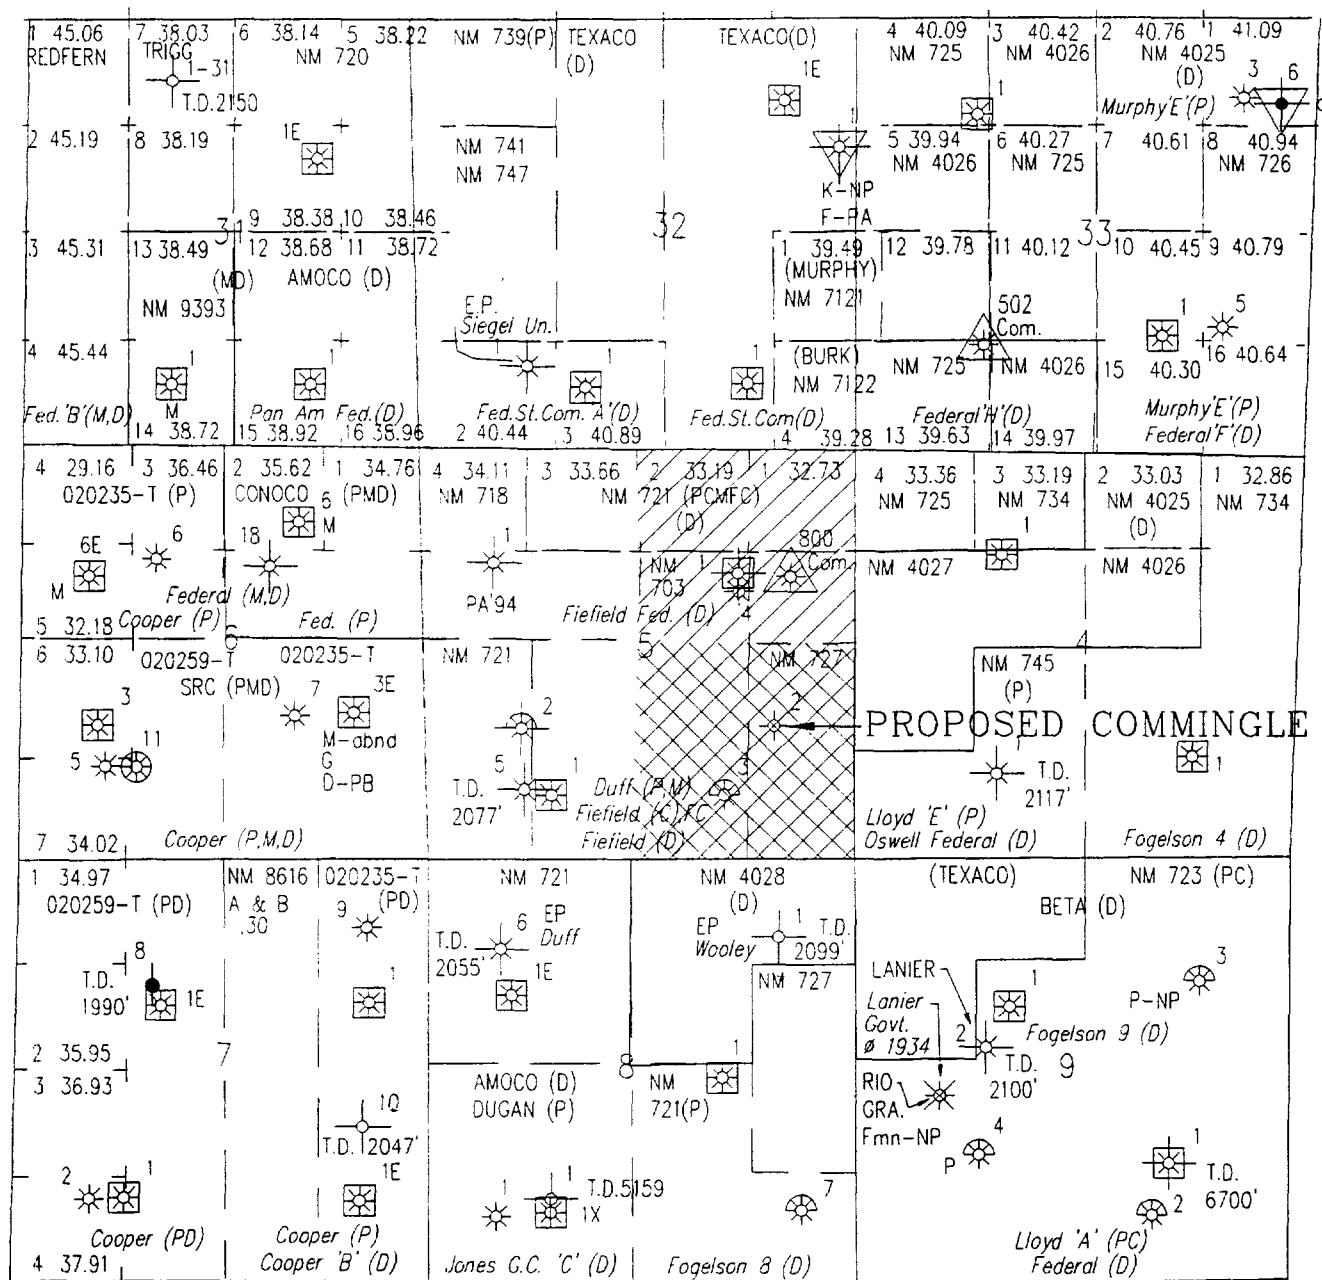 1 45.06 7 38.03 6 38.14 5 38.22 NM 739(P) TEXACO TEXACO(D) 4 40.09 3 40.42 2 40.76 1 41.09
REDFERN TRIGG NM 720 (D) NM 725 NM 4026 NM 4025
1-31 1E (D) 3 6
T.D.2150 1 Murphy'E'(P)
1
2 45.19 8 38.19 1E NM 741 5 39.94 6 40.27 7 40.61 8 40.94
NM 747 NM 4026 NM 725 NM 726
K-NP
F-PA
31 9 38.38 10 38.46 32 33
3 45.31 13 38.49 12 38.68 11 38.72 1 39.49 12 39.78 11 40.12 10 40.45 9 40.79
(MD) AMOCO (D) (MURPHY)
NM 9393 E.P. NM 7121 502
Siegel Un. Com. 1 5
4 45.44 1 1 1 1 (BURK) NM 725 NM 4026 15 40.30 16 40.64
NM 7122
Fed.'B'(M,D) M Pan Am Fed.(D) Fed.St.Com.'A'(D) Fed.St.Com(D) Federal'H'(D) Murphy'E'(P)
Federal'F'(D)
14 38.72 15 38.92 16 38.96 2 40.44 3 40.89 4 39.28 13 39.63 14 39.97
4 29.16 3 36.46 2 35.62 1 34.76 4 34.11 3 33.66 2 33.19 1 32.73 4 33.36 3 33.19 2 33.03 1 32.86
020235-T (P) CONOCO (PMD) NM 718 NM 721 (PCMFC) NM 725 NM 734 NM 4025 NM 734
6 M (D) (D)
6E 6 18 1 800 1
M NM 703 1 Com. NM 4027 NM 4026
Federal (M,D) PA'94
Cooper (P) Fed. (P) Fiefield Fed. (D) 4
5 32.18 6 5 4
6 33.10 020259-T 020235-T NM 721 NM 727 NM 745
SRC (PMD) (P)
3 7 3E 2 2 PROPOSED COMMINGLE
M-abnd
5 11 G 5 1 3 1 T.D. 1
D-PB T.D. Duff (P,M) 2117'
2077' Fiefield (C),FC Lloyd 'E' (P)
7 34.02 Cooper (P,M,D) Fiefield (D) Oswell Federal (D) Fogelson 4 (D)
1 34.97 NM 8616 020235-T NM 721 NM 4028 (TEXACO) NM 723 (PC)
020259-T (PD) A & B (PD) (D) BETA (D)
.30 9 6 EP EP 1 T.D.
T.D. Duff Wooley 2099'
8 2055' 3
T.D. 1E 1 1E NM 727 LANIER 1 P-NP
1990' Lanier
Govt. 2 Fogelson 9 (D)
ø 1934
2 35.95 7 8 1 T.D. 9
3 36.93 AMOCO (D) NM RIO 2100'
DUGAN (P) 721(P) GRA.
10 Fmn-NP
T.D. 2047' 4
P 1
2 1 1E 1 1 T.D.5159 7 T.D.
1X 6700'
2
Cooper (PD) Cooper (P) Lloyd 'A' (PC)
4 37.91 Cooper 'B' (D) Jones G.C. 'C' (D) Fogelson 8 (D) Federal (D)